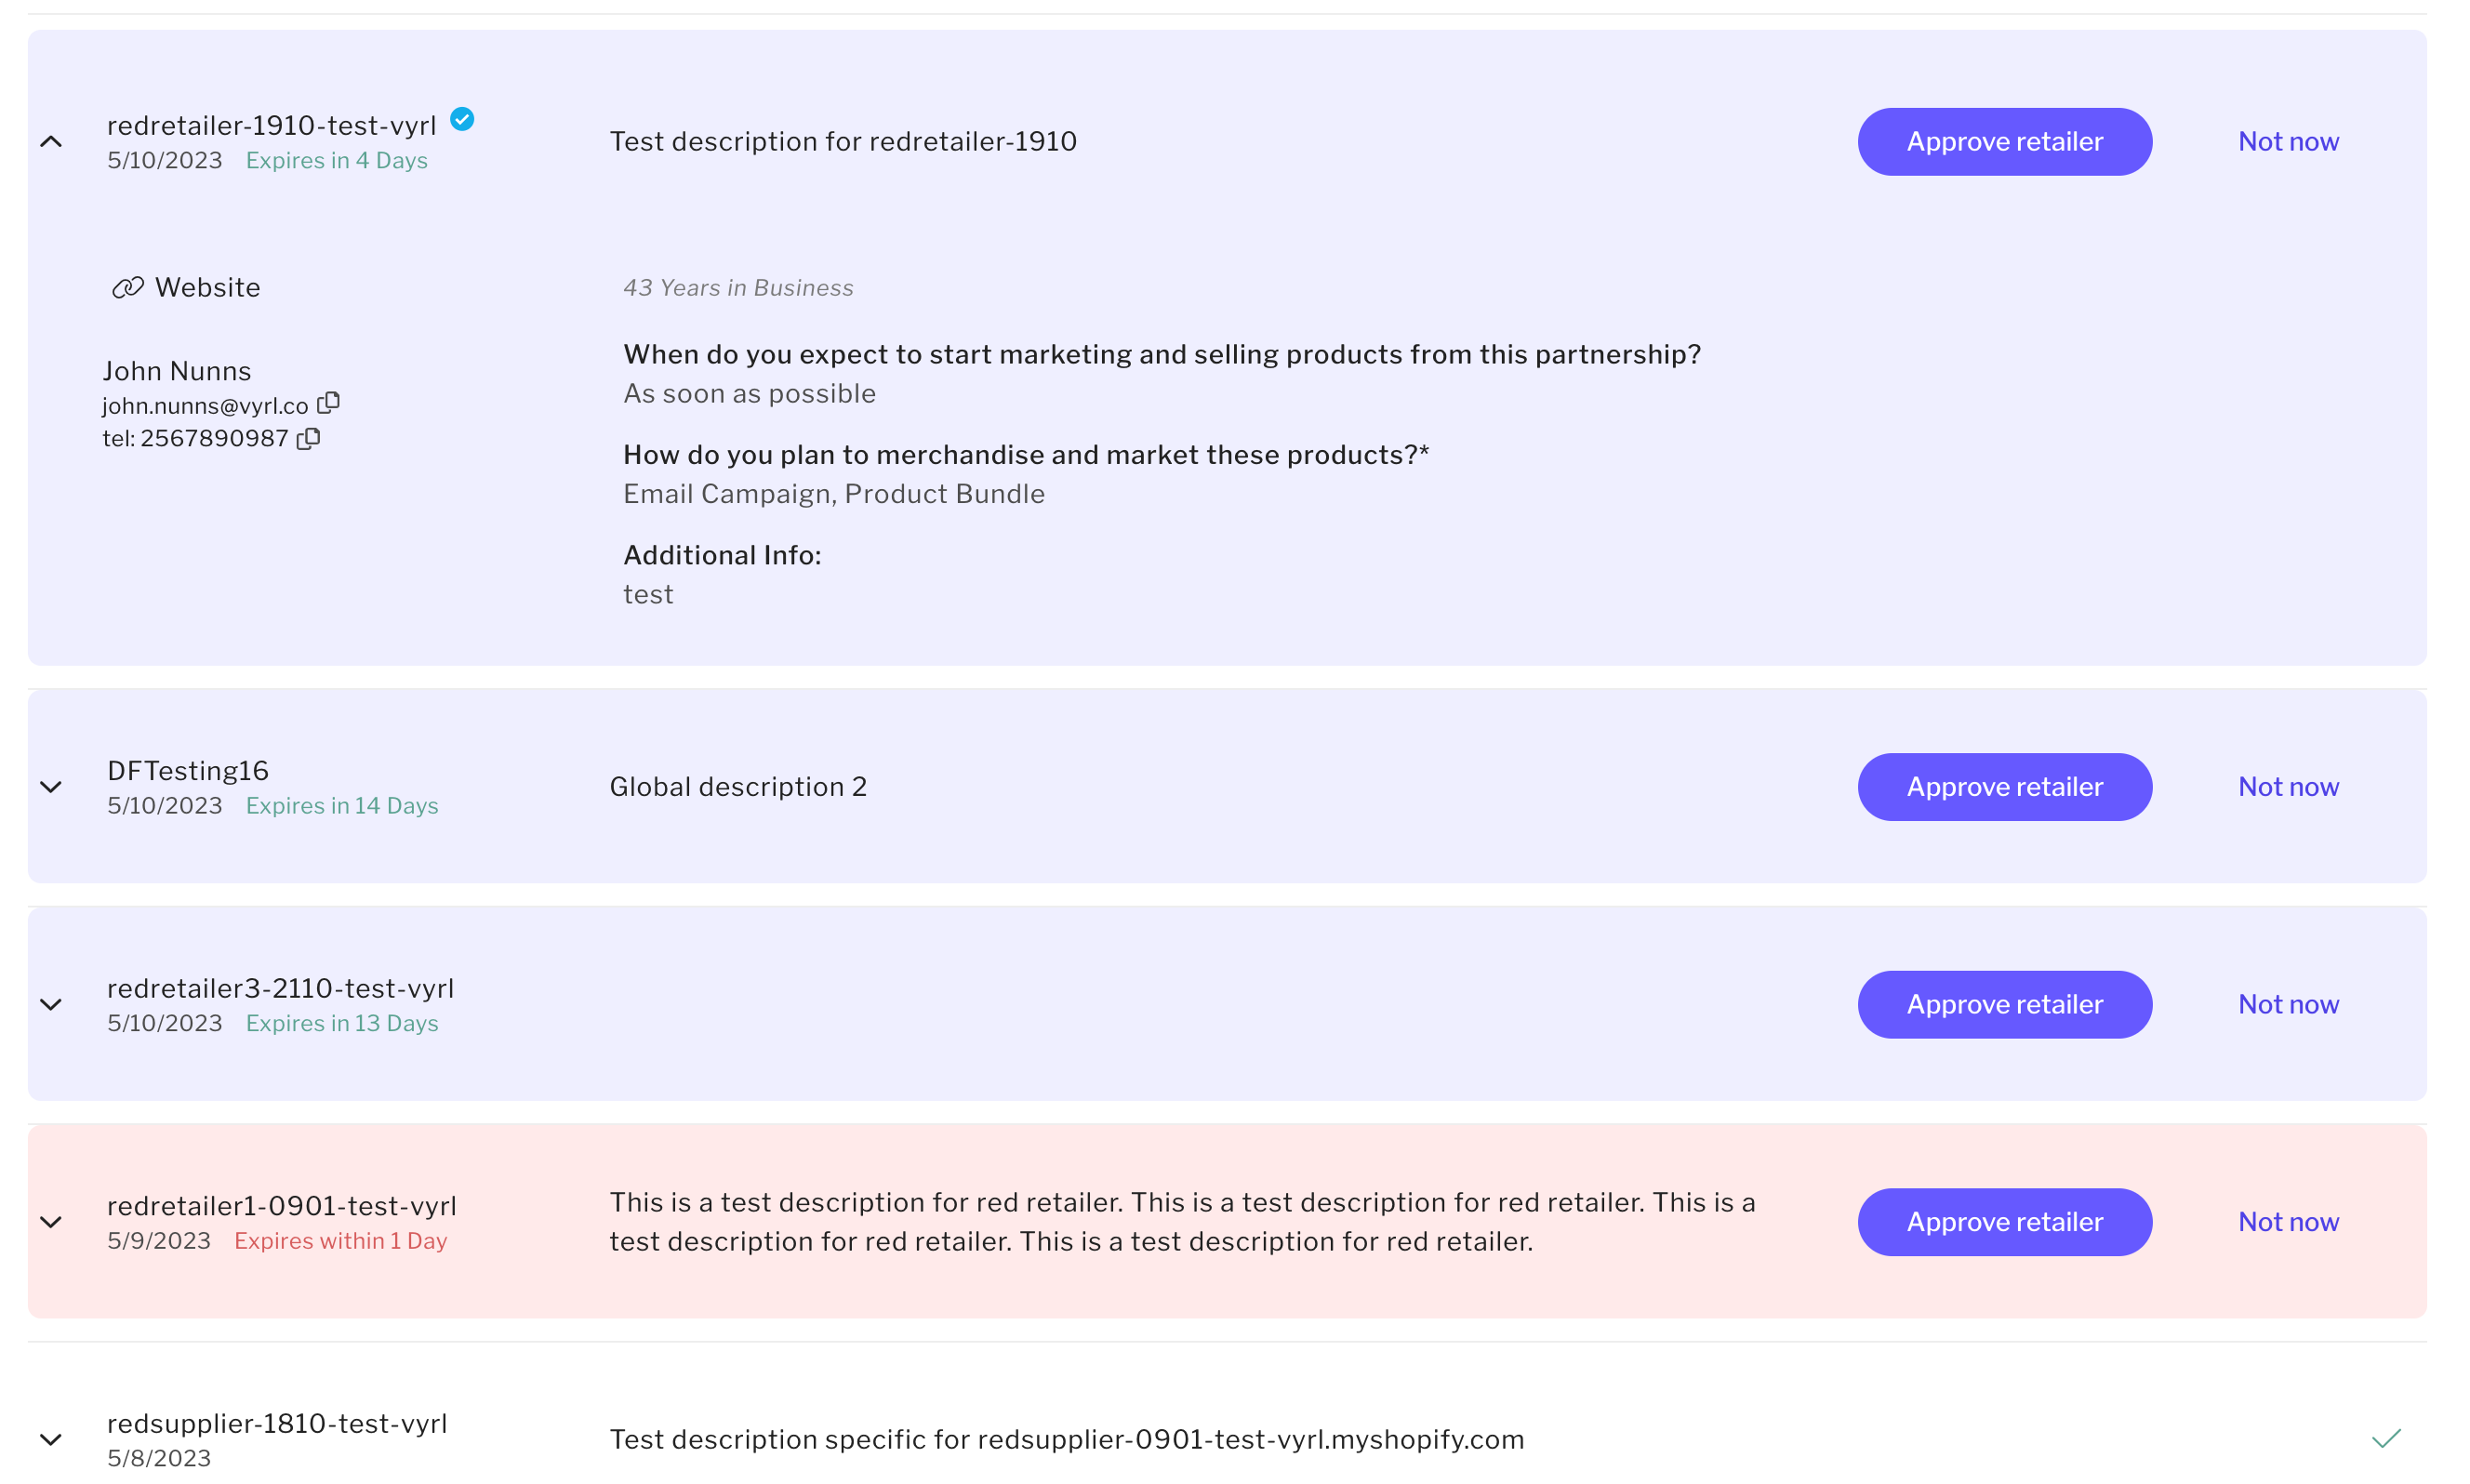 redretailer-1910-test-vyrl
5/10/2023 Expires in 4 Days
Test description for redretailer-1910
Approve retailer
Not now
Website
John Nunns
john.nunns@vyrl.co
tel: 2567890987
43 Years in Business
When do you expect to start marketing and selling products from this partnership?
As soon as possible
How do you plan to merchandise and market these products?*
Email Campaign, Product Bundle
Additional Info:
test
DFTesting16
5/10/2023 Expires in 14 Days
Global description 2
Approve retailer
Not now
redretailer3-2110-test-vyrl
5/10/2023 Expires in 13 Days
Approve retailer
Not now
redretailer1-0901-test-vyrl
5/9/2023 Expires within 1 Day
This is a test description for red retailer. This is a test description for red retailer. This is a
test description for red retailer. This is a test description for red retailer.
Approve retailer
Not now
redsupplier-1810-test-vyrl
5/8/2023
Test description specific for redsupplier-0901-test-vyrl.myshopify.com